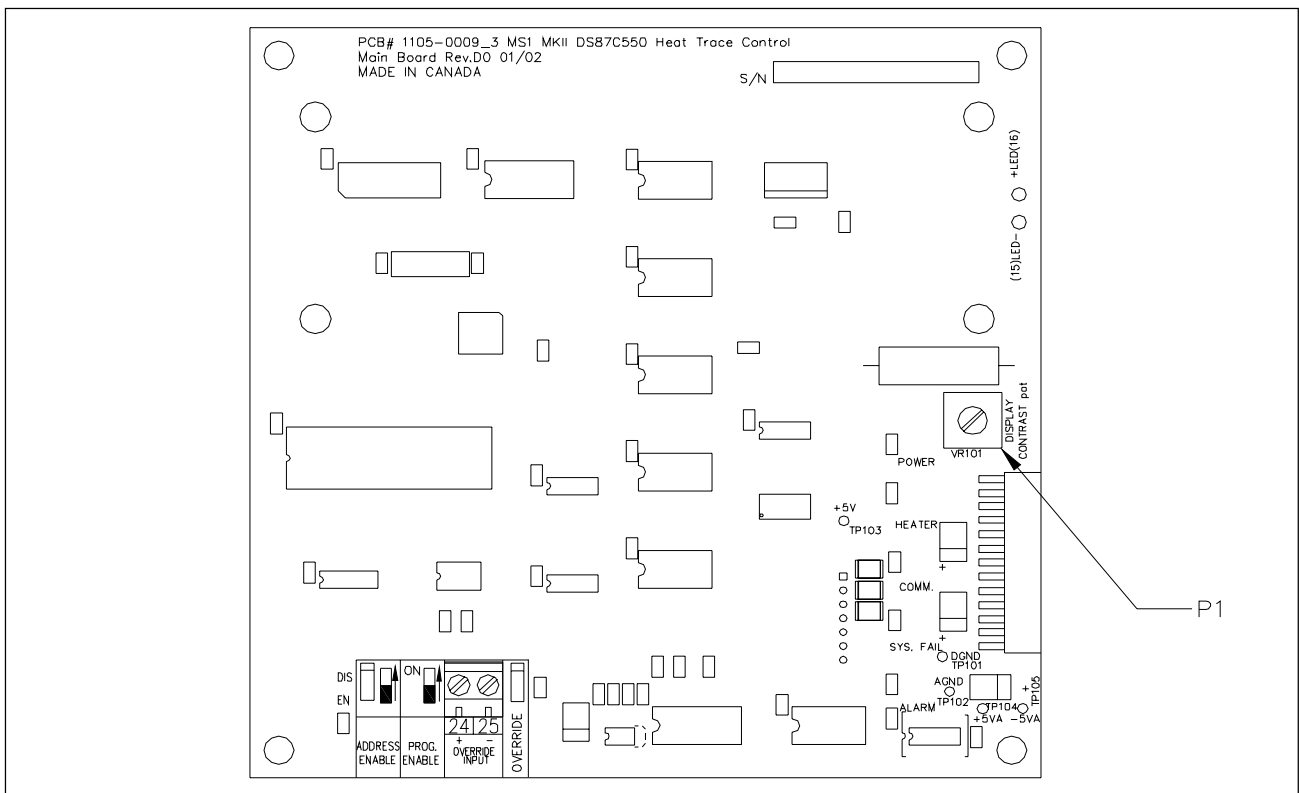 PCB# 1105-0009_3 MS1 MKII DS87C550 Heat Trace Control
Main Board Rev.D0 01/02
MADE IN CANADA
S/N
+LED(16)
(15)LED-
DISPLAY
CONTRAST pot
VR101
POWER
+5V
TP103
HEATER
+
COMM.
P1
+
SYS. FAIL
DGND
TP101
AGND
TP102
ALARM
TP104
+5VA
+
TP105
-5VA
DIS
EN
ON
24 25
+ -
ADDRESS
ENABLE
PROG.
ENABLE
OVERRIDE
INPUT
OVERRIDE